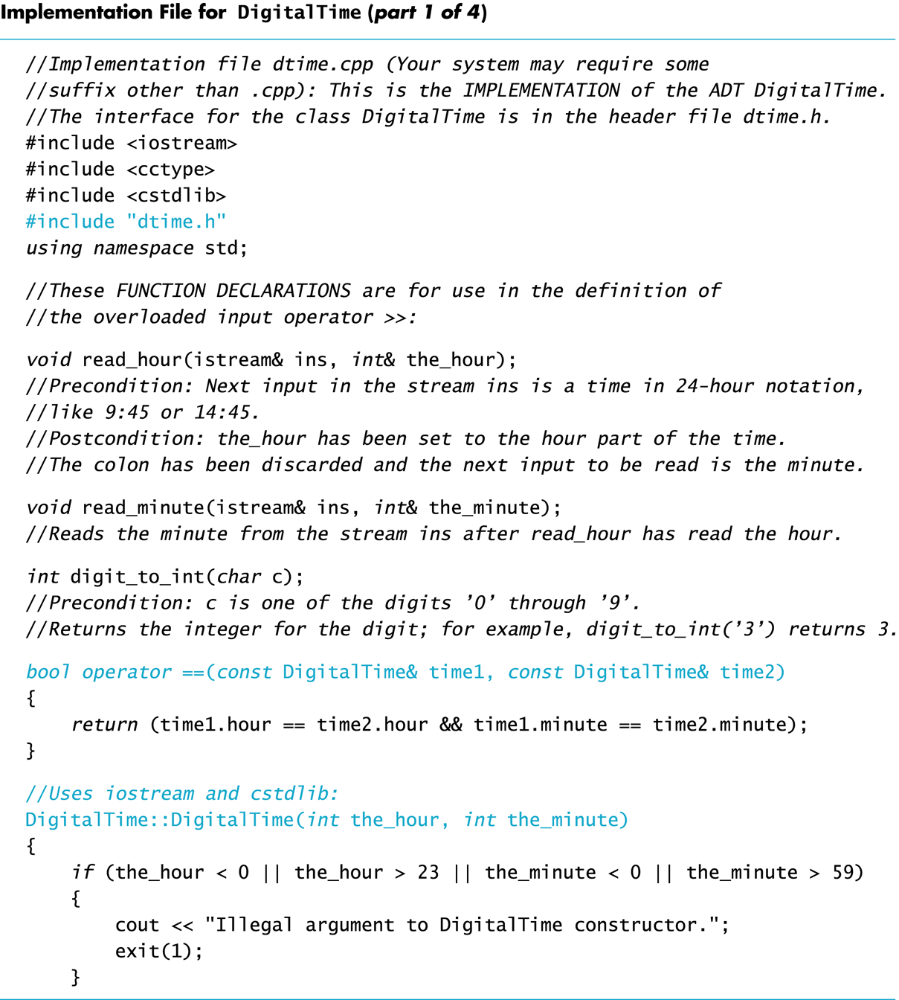 Implementation File for DigitalTime (part 1 of 4)
//Implementation file dtime.cpp (Your system may require some
//suffix other than .cpp): This is the IMPLEMENTATION of the ADT DigitalTime.
//The interface for the class DigitalTime is in the header file dtime.h.
#include <iostream>
#include <cctype>
#include <cstdlib>
#include "dtime.h"
using namespace std;
//These FUNCTION DECLARATIONS are for use in the definition of
//the overloaded input operator >>:
void read_hour(istream& ins, int& the_hour);
//Precondition: Next input in the stream ins is a time in 24-hour notation,
//like 9:45 or 14:45.
//Postcondition: the_hour has been set to the hour part of the time.
//The colon has been discarded and the next input to be read is the minute.
void read_minute(istream& ins, int& the_minute);
//Reads the minute from the stream ins after read_hour has read the hour.
int digit_to_int(char c);
//Precondition: c is one of the digits ’0’ through ’9’.
//Returns the integer for the digit; for example, digit_to_int(’3’) returns 3.
bool operator ==(const DigitalTime& time1, const DigitalTime& time2)
{
    return (time1.hour == time2.hour && time1.minute == time2.minute);
}
//Uses iostream and cstdlib:
DigitalTime::DigitalTime(int the_hour, int the_minute)
{
    if (the_hour < 0 || the_hour > 23 || the_minute < 0 || the_minute > 59)
    {
        cout << "Illegal argument to DigitalTime constructor.";
        exit(1);
    }